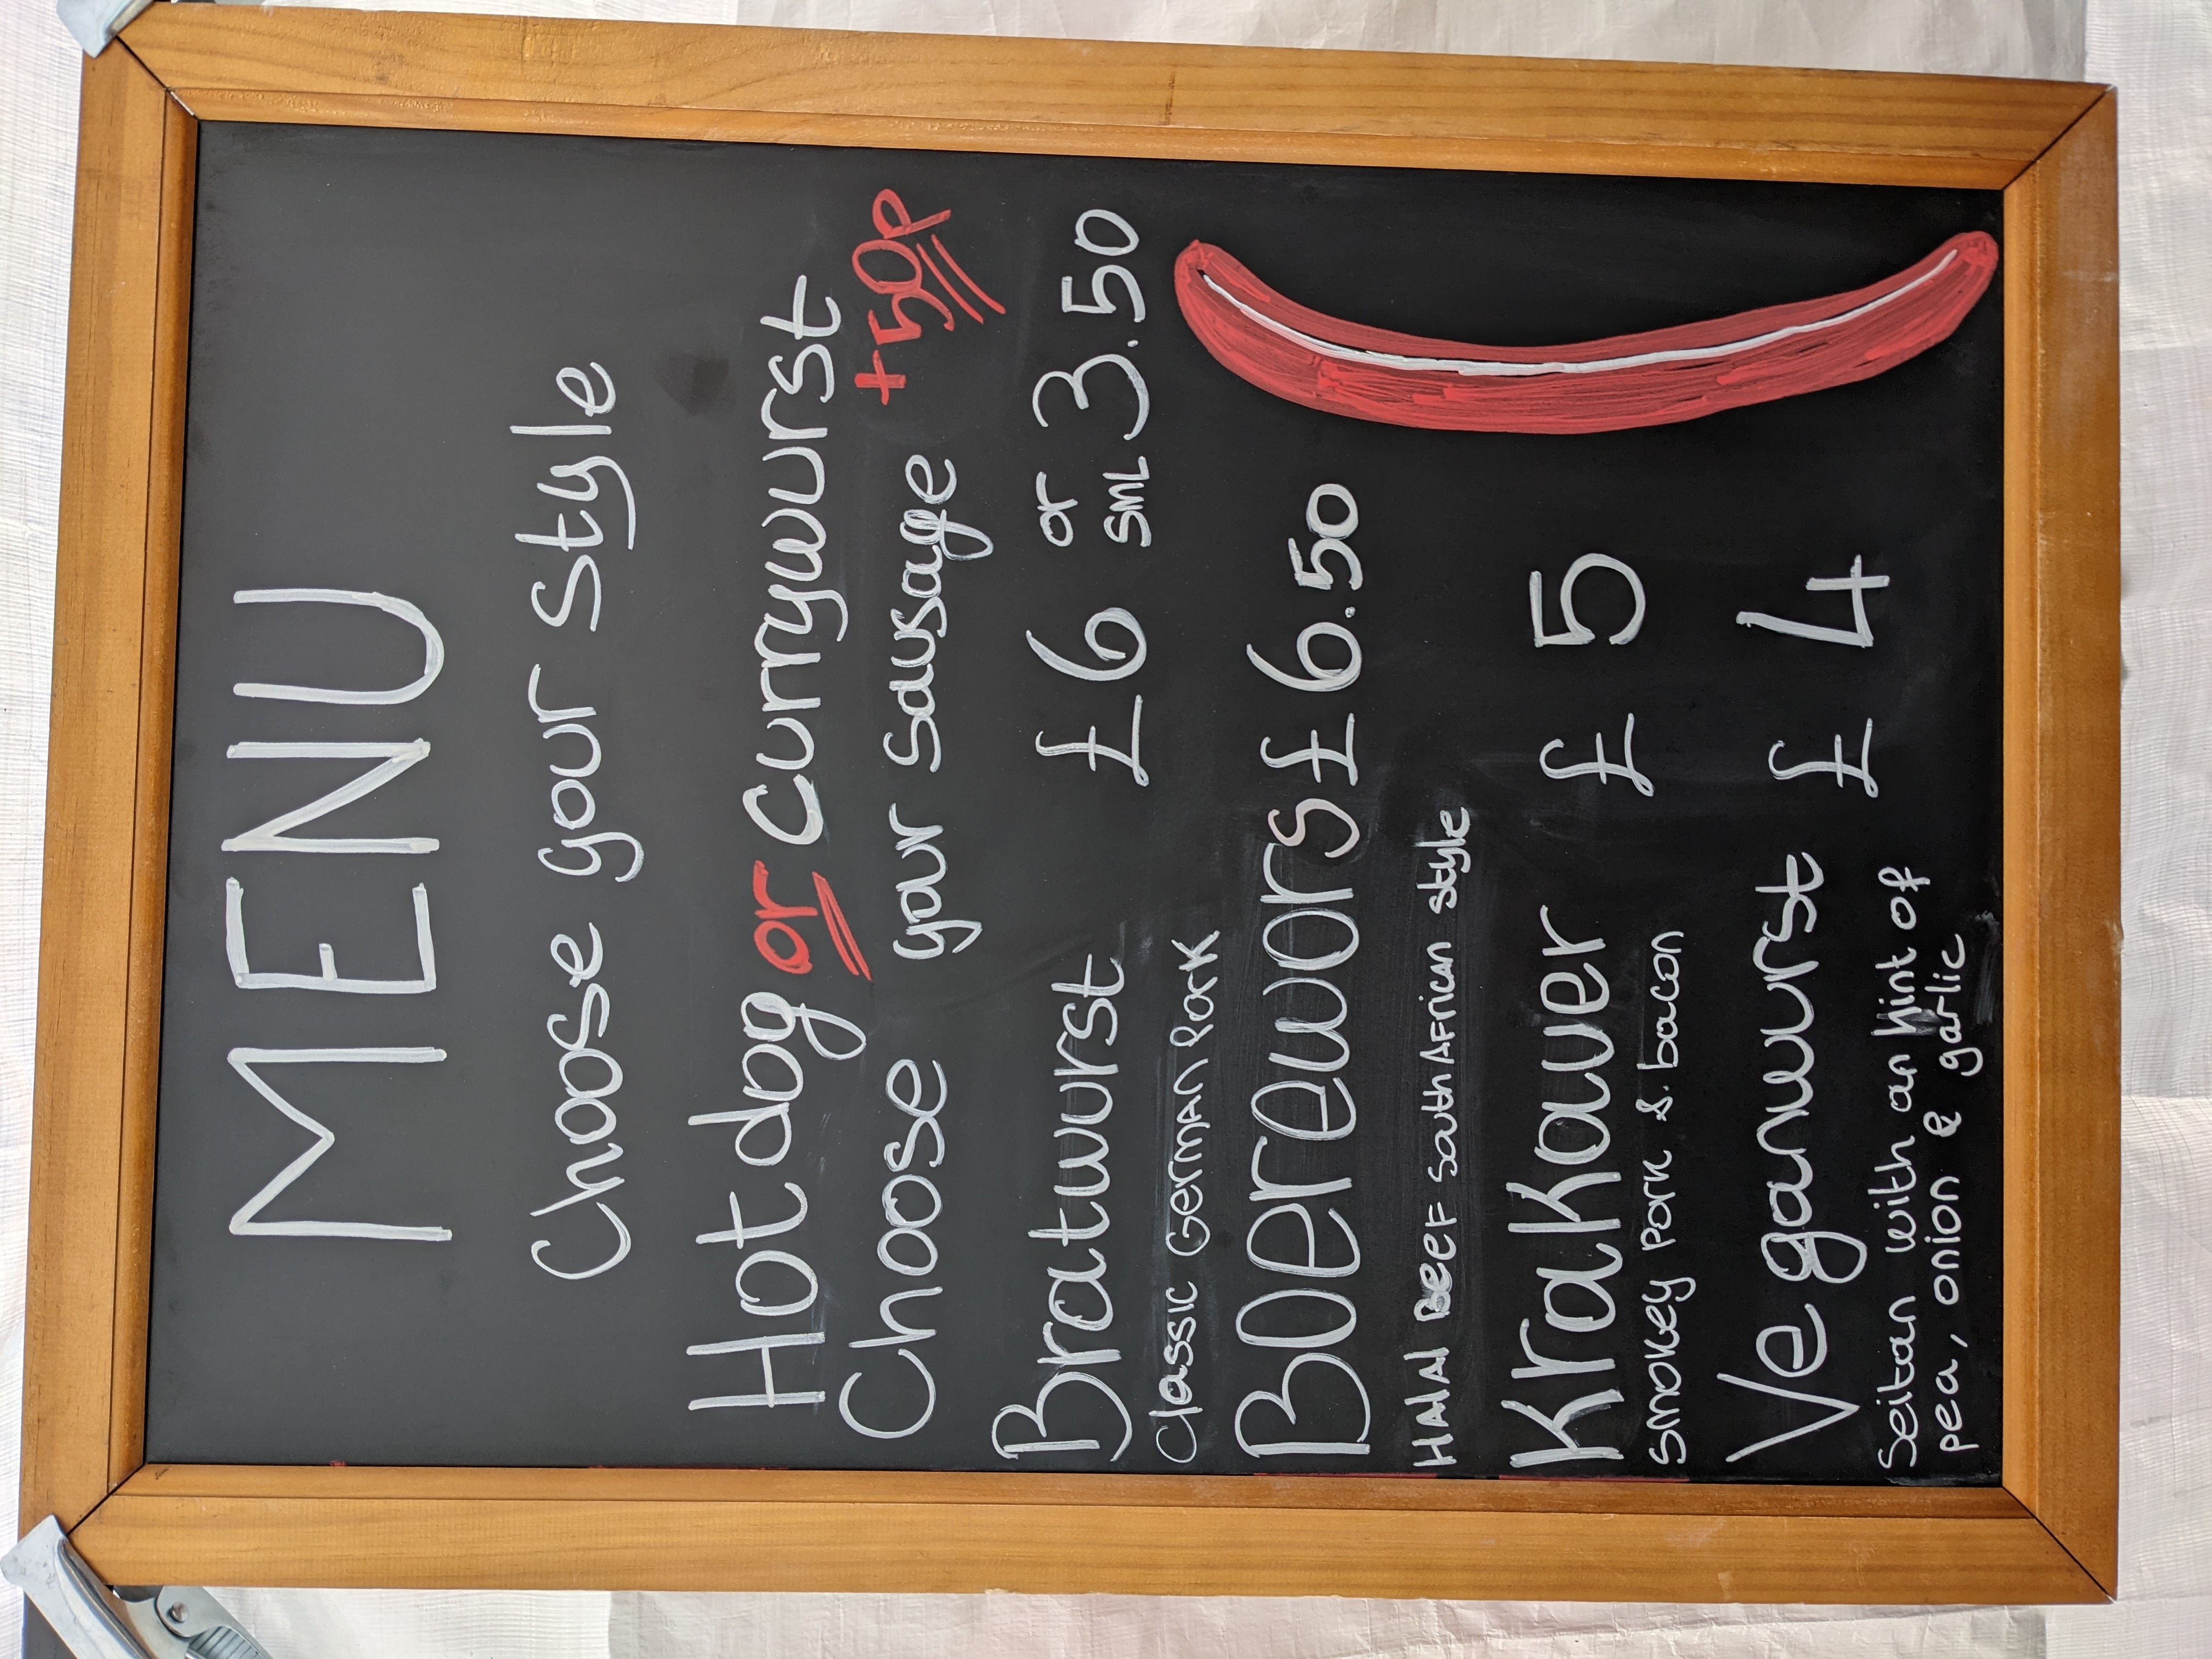 MENU
Choose your style
Hot dog or Currywurst
+50p
Choose your sausage
Bratwurst £6 or SML 3.50
Classic German Pork
Boerewors £6.50
Halal Beef South African style
Krakauer £5
smokey Pork & bacon
Veganwurst £4
Seitan with an hint of
pea, onion & garlic